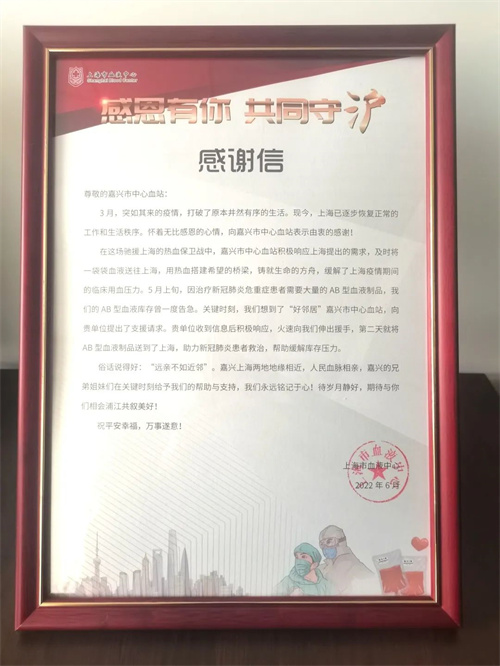 上海市血液中心
Shanghai Blood Center
感恩有你 共同守沪
感谢信
尊敬的嘉兴市中心血站：
3月，突如其来的疫情，打破了原本井然有序的生活。现今，上海已逐步恢复正常的
工作和生活秩序，怀着无比感恩的心情，向嘉兴市中心血站表示由衷的感谢！
在这场驰援上海的热血保卫战中，嘉兴市中心血站积极响应上海提出的需求，及时将
一袋袋血液送往上海，用热血搭建希望的桥梁，铸就生命的方舟，缓解了上海疫情期间
的临床用血压力。5月上旬，因治疗新冠肺炎危重症患者需要大量的AB型血液制品，我
们的AB型血液库存曾一度告急。关键时刻，我们想到了“好邻居”嘉兴市中心血站，向
贵单位提出了支援请求。贵单位收到信息后积极响应，火速向我们伸出援手，第二天就将
AB型血液制品送到了上海，助力新冠肺炎患者救治，帮助缓解库存压力。
俗话说得好：“远亲不如近邻”。嘉兴上海两地地缘相近，人民血脉相亲，嘉兴的兄
弟姐妹们在关键时刻给予我们的帮助与支持，我们永远铭记于心！待岁月静好，期待与你
们相会浦江共叙美好！
祝平安幸福，万事遂意！
上海市血液中心
2022年6月